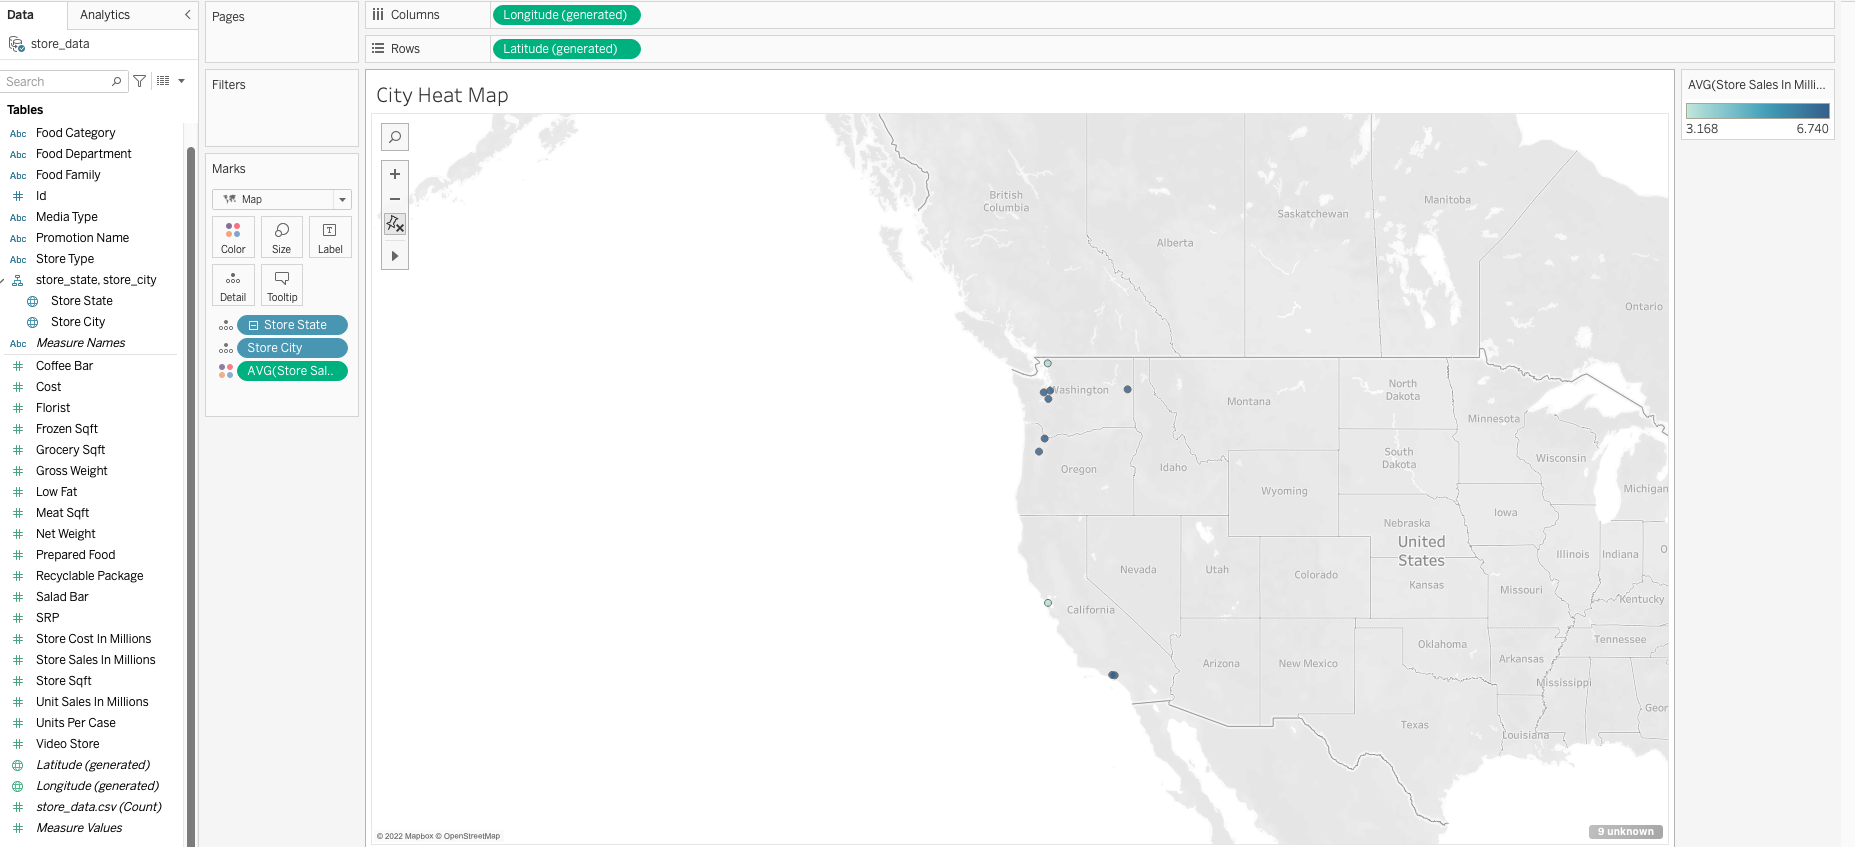 Data
Analytics
store_data
Search
Tables
Abc Food Category
Abc Food Department
Abc Food Family
Id
Abc Media Type
Abc Promotion Name
Abc Store Type
store_state, store_city
Store State
Store City
Abc Measure Names
Coffee Bar
Cost
Florist
Frozen Sqft
Grocery Sqft
Gross Weight
Low Fat
Meat Sqft
Net Weight
Prepared Food
Recyclable Package
Salad Bar
SRP
Store Cost In Millions
Store Sales In Millions
Store Sqft
Unit Sales In Millions
Units Per Case
Video Store
Latitude (generated)
Longitude (generated)
store_data.csv (Count)
Measure Values
Pages
Filters
Marks
Map
Color
Size
T
Label
Detail
Tooltip
Store State
Store City
AVG(Store Sal..
Columns
Longitude (generated)
Rows
Latitude (generated)
City Heat Map
British
Columbia
Alberta
Saskatchewan
Manitoba
Ontario
Washington
Montana
North
Dakota
Minnesota
Oregon
Idaho
South
Dakota
Wisconsin
Wyoming
Michigan
Iowa
Nebraska
United
States
Nevada
Utah
Colorado
Kansas
Illinois
Indiana
O
Missouri
Kentucky
California
Tennessee
Oklahoma
Arizona
New Mexico
Arkansas
Mississippi
Geor
Texas
Louisiana
© 2022 Mapbox © OpenStreetMap
9 unknown
AVG(Store Sales In Milli...
3.168
6.740